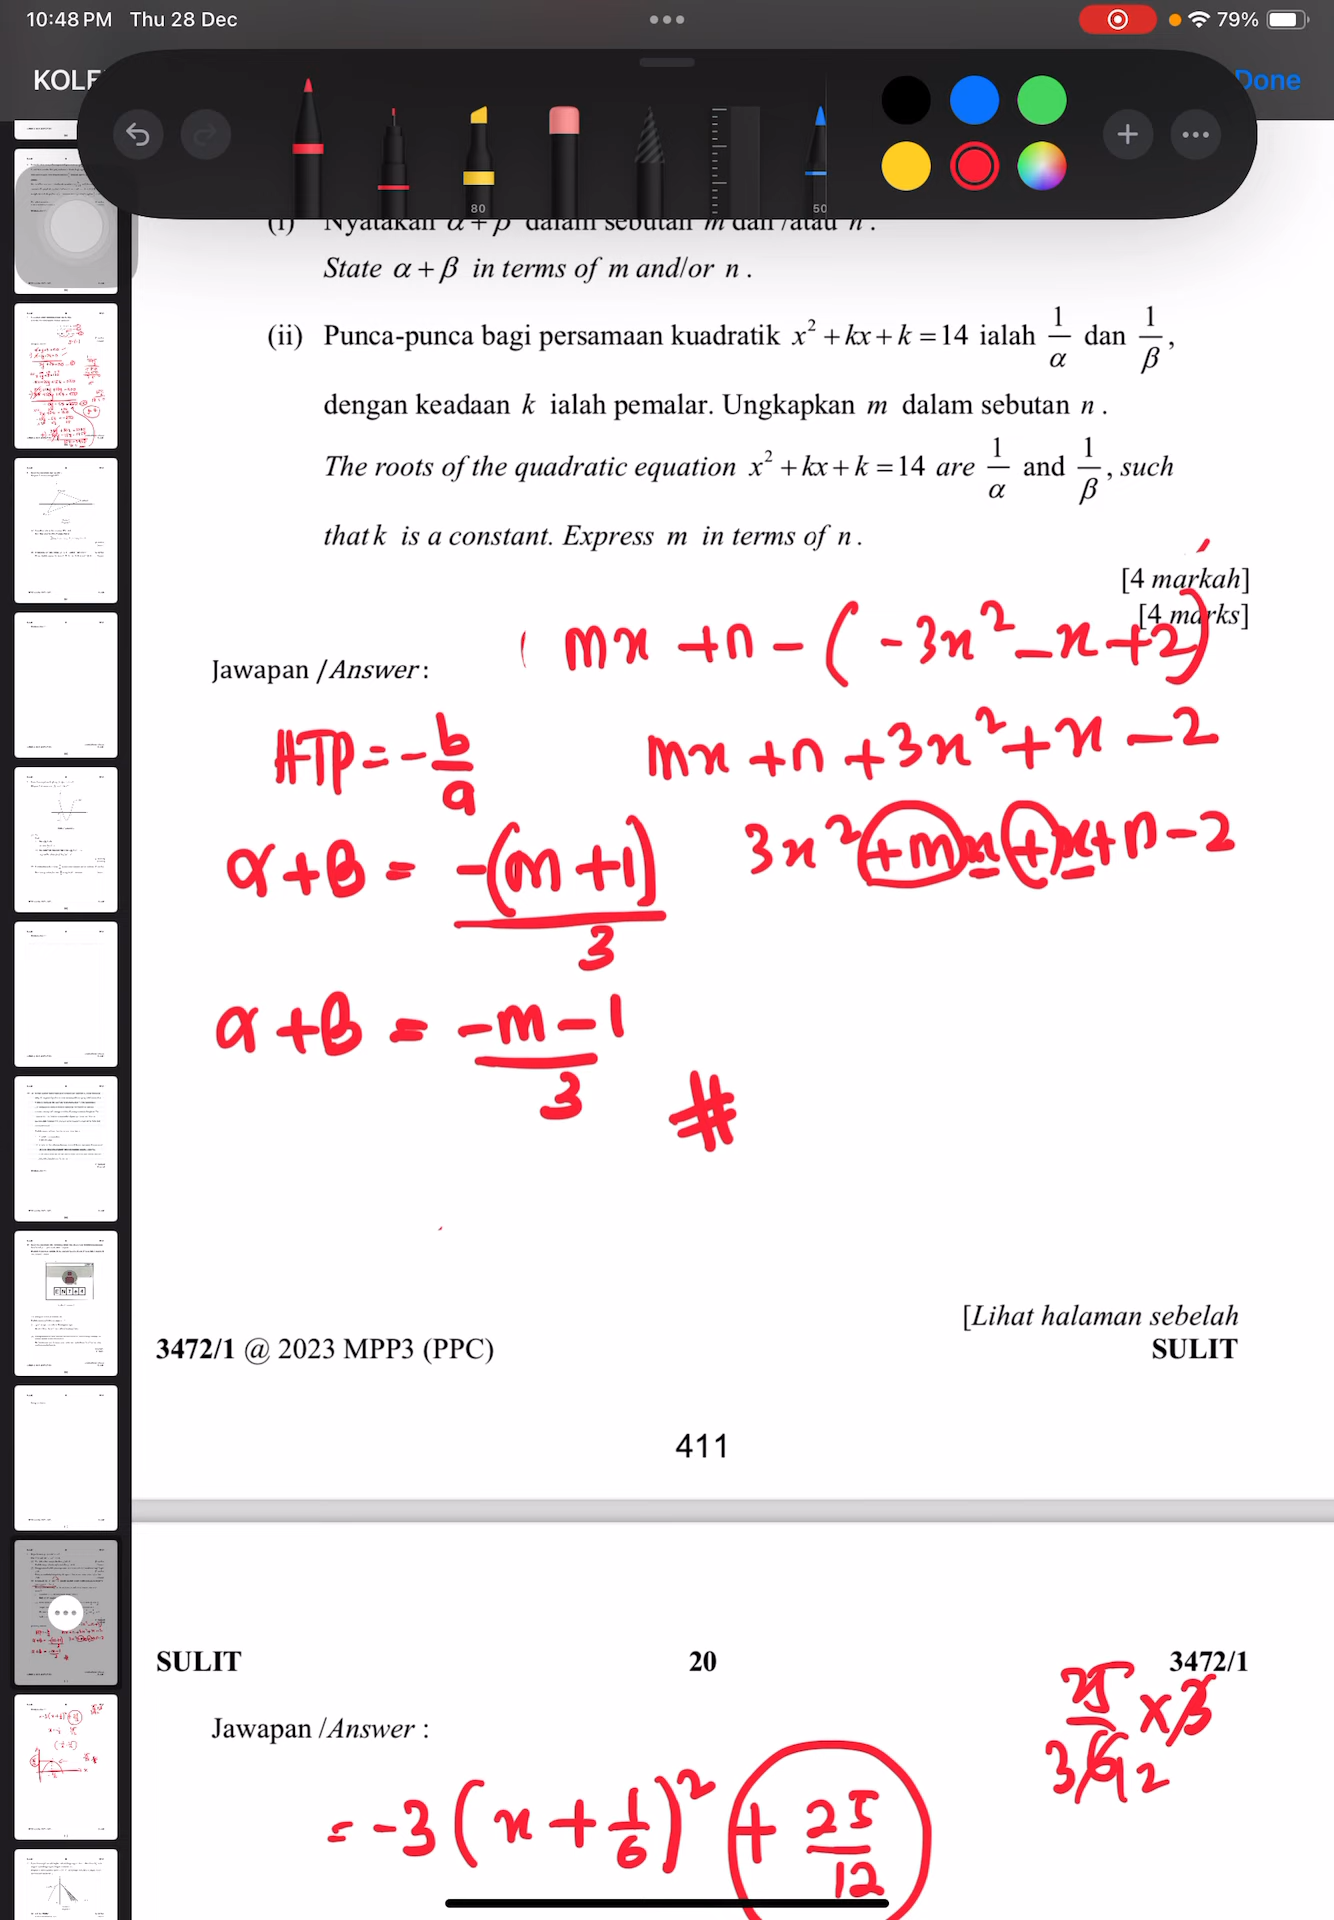 10:48 PM Thu 28 Dec
79%
KOLE
Done
80
50
(i) Nyatakan α + β dalam sebutan m dan /atau n .
State α + β in terms of m and/or n .
(ii) Punca-punca bagi persamaan kuadratik x² + kx + k = 14 ialah 1/α dan 1/β,
dengan keadaan k ialah pemalar. Ungkapkan m dalam sebutan n .
The roots of the quadratic equation x² + kx + k = 14 are 1/α and 1/β, such
that k is a constant. Express m in terms of n .
[4 markah]
[4 marks]
mx + n - ( -3x² - x + 2)
Jawapan /Answer :
HTP = - b/a
mx + n + 3x² + x - 2
α + β = -(m + 1)/3
3x² + mx + x + n - 2
α + β = -m - 1/3
#
[Lihat halaman sebelah
3472/1 @ 2023 MPP3 (PPC)
SULIT
411
SULIT
20
3472/1
Jawapan /Answer :
= -3 ( x + 1/6 )² + 25/12